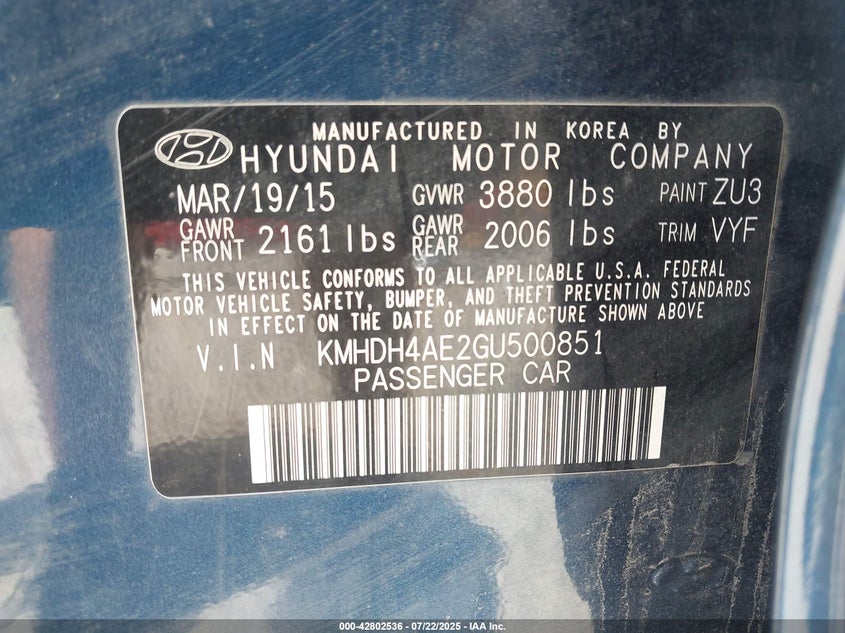 MANUFACTURED IN KOREA BY
HYUNDAI MOTOR COMPANY
MAR/19/15 GVWR 3880 lbs PAINT ZU3
GAWR FRONT 2161 lbs GAWR REAR 2006 lbs TRIM VYF
THIS VEHICLE CONFORMS TO ALL APPLICABLE U.S.A. FEDERAL
MOTOR VEHICLE SAFETY, BUMPER, AND THEFT PREVENTION STANDARDS
IN EFFECT ON THE DATE OF MANUFACTURE SHOWN ABOVE
V.I.N KMHDH4AE2GU500851
PASSENGER CAR
000-42802536 - 07/22/2025 - IAA Inc.